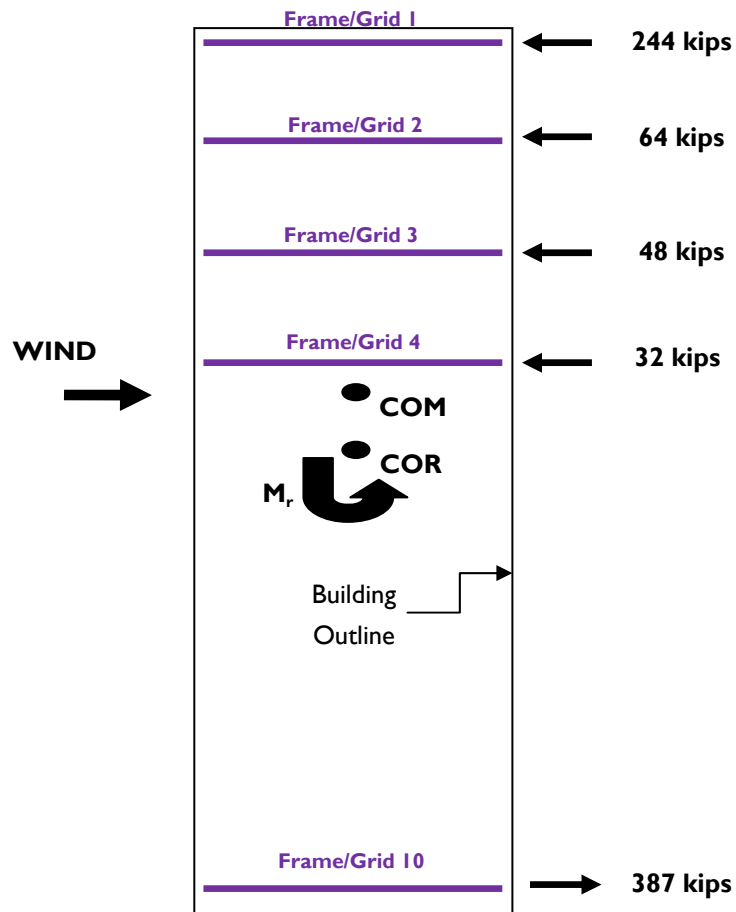 Frame/Grid 1
244 kips
Frame/Grid 2
64 kips
Frame/Grid 3
48 kips
Frame/Grid 4
32 kips
WIND
COM
COR
Mr
Building
Outline
Frame/Grid 10
387 kips